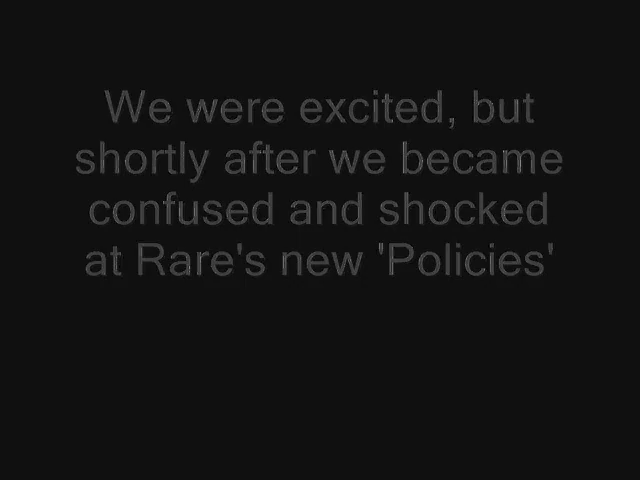 We were excited, but
shortly after we became
confused and shocked
at Rare's new 'Policies'